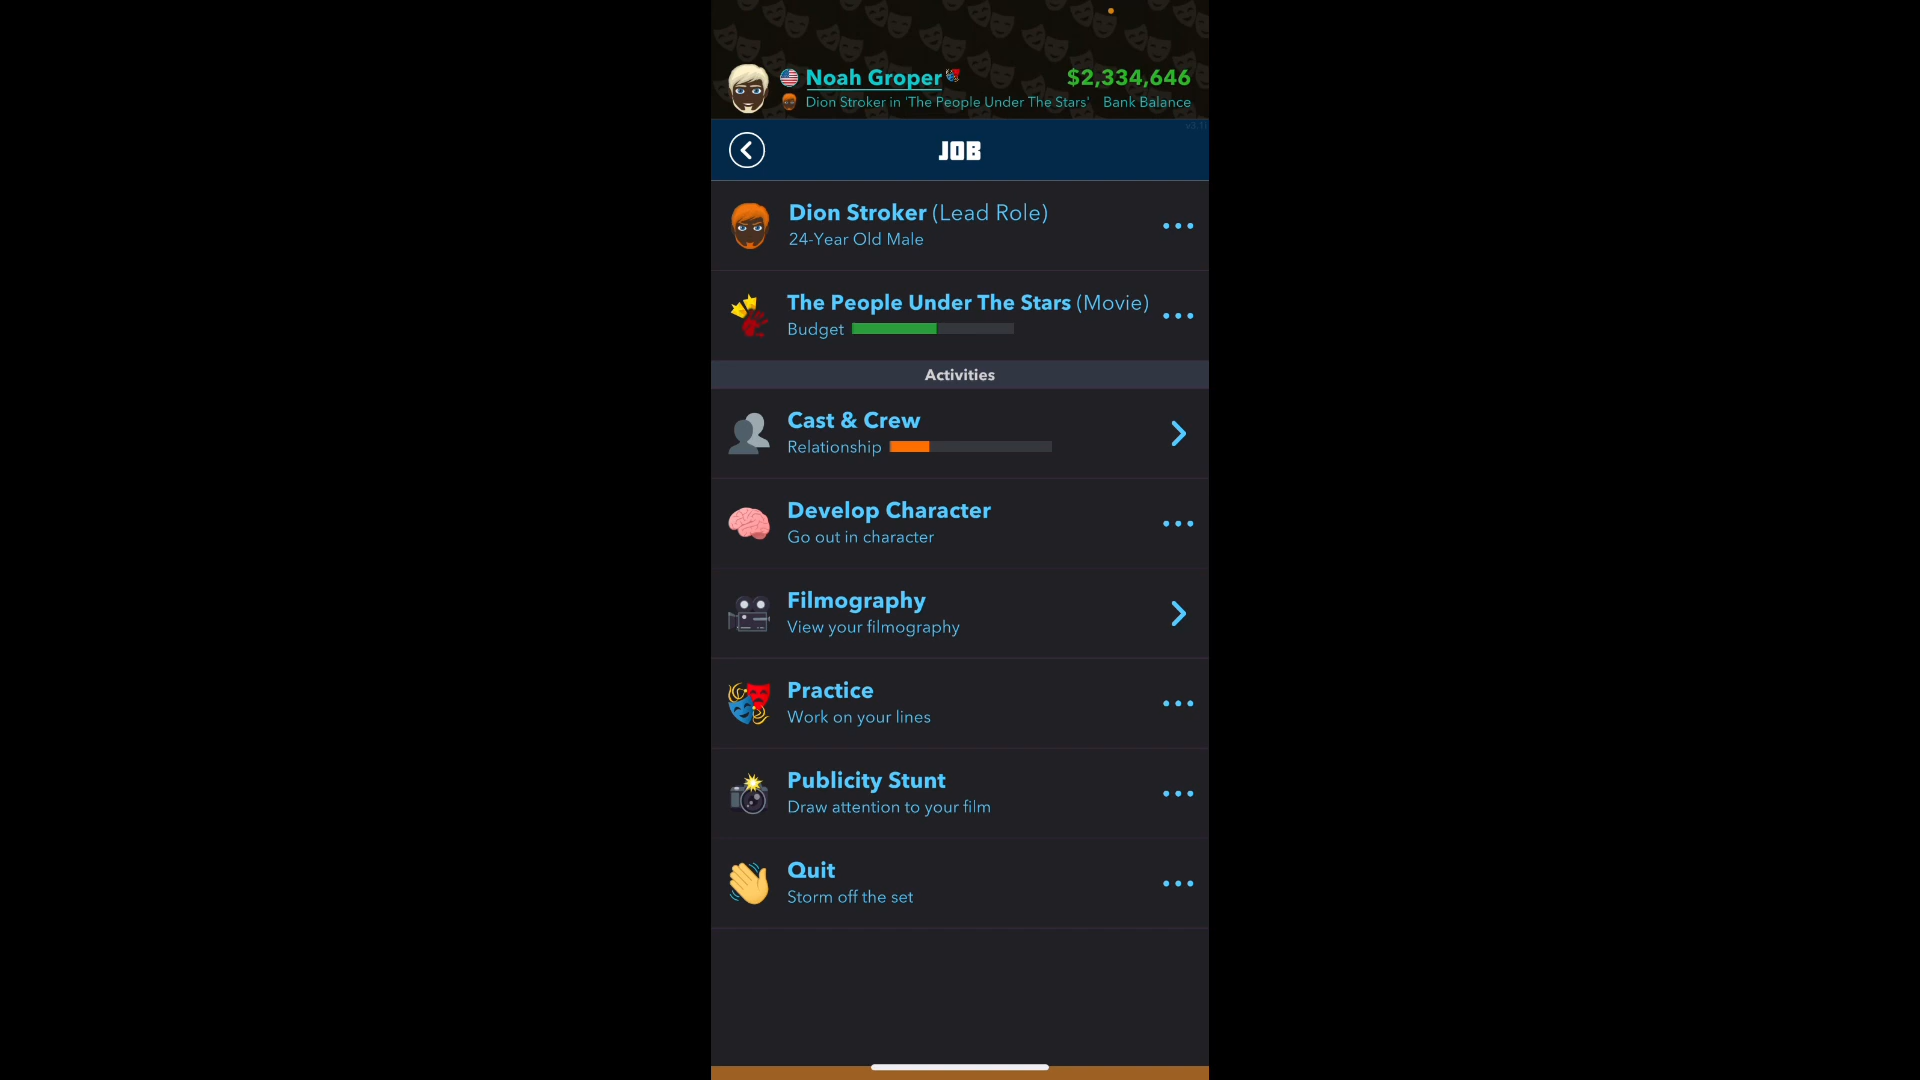 Noah Groper
$2,334,646
Dion Stroker in 'The People Under The Stars'
Bank Balance
JOB
Dion Stroker (Lead Role)
24-Year Old Male
The People Under The Stars (Movie)
Budget
Activities
Cast & Crew
Relationship
Develop Character
Go out in character
Filmography
View your filmography
Practice
Work on your lines
Publicity Stunt
Draw attention to your film
Quit
Storm off the set